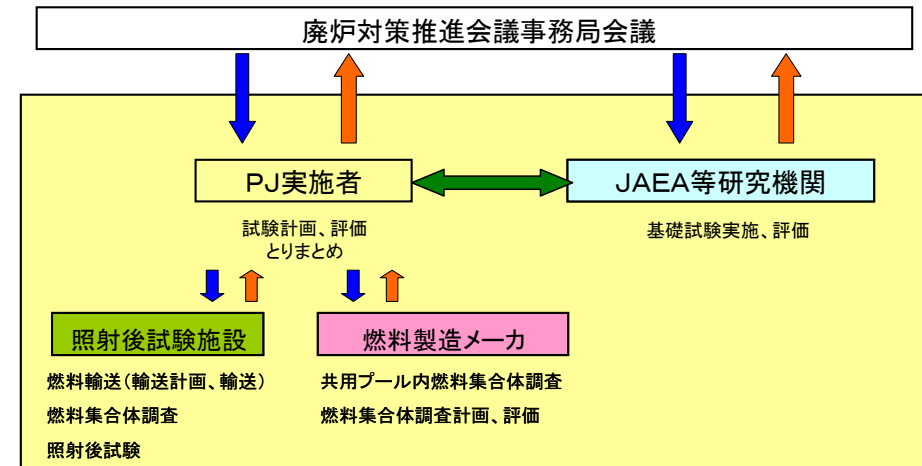 廃炉対策推進会議事務局会議
PJ実施者
JAEA等研究機関
試験計画、評価
とりまとめ
基礎試験実施、評価
照射後試験施設
燃料製造メーカ
燃料輸送(輸送計画、輸送)
燃料集合体調査
照射後試験
共用プール内燃料集合体調査
燃料集合体調査計画、評価